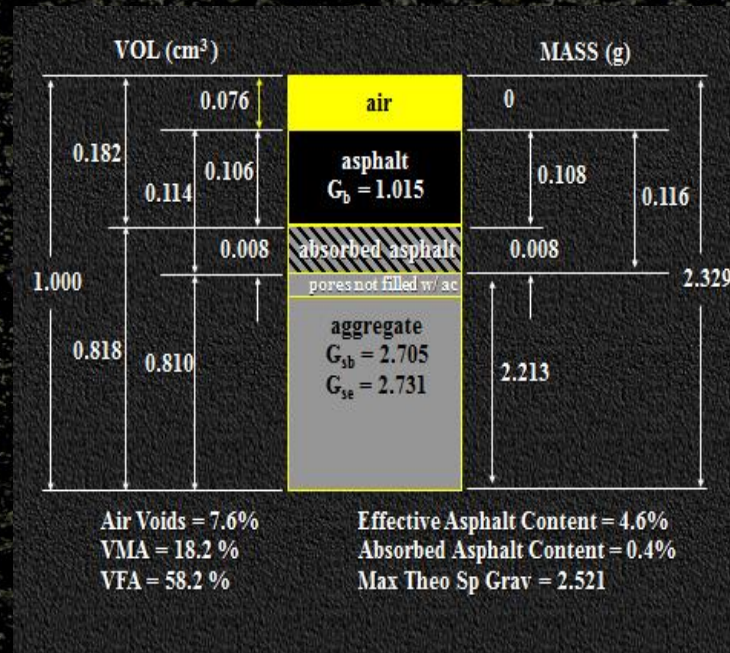 VOL (cm³)
MASS (g)
0.076
air
0
0.182
0.106
asphalt
G_b = 1.015
0.108
0.114
0.116
0.008
absorbed asphalt
0.008
1.000
pores not filled w/ ac
2.329
aggregate
G_sb = 2.705
G_se = 2.731
0.818
0.810
2.213
Air Voids = 7.6%
VMA = 18.2 %
VFA = 58.2 %
Effective Asphalt Content = 4.6%
Absorbed Asphalt Content = 0.4%
Max Theo Sp Grav = 2.521